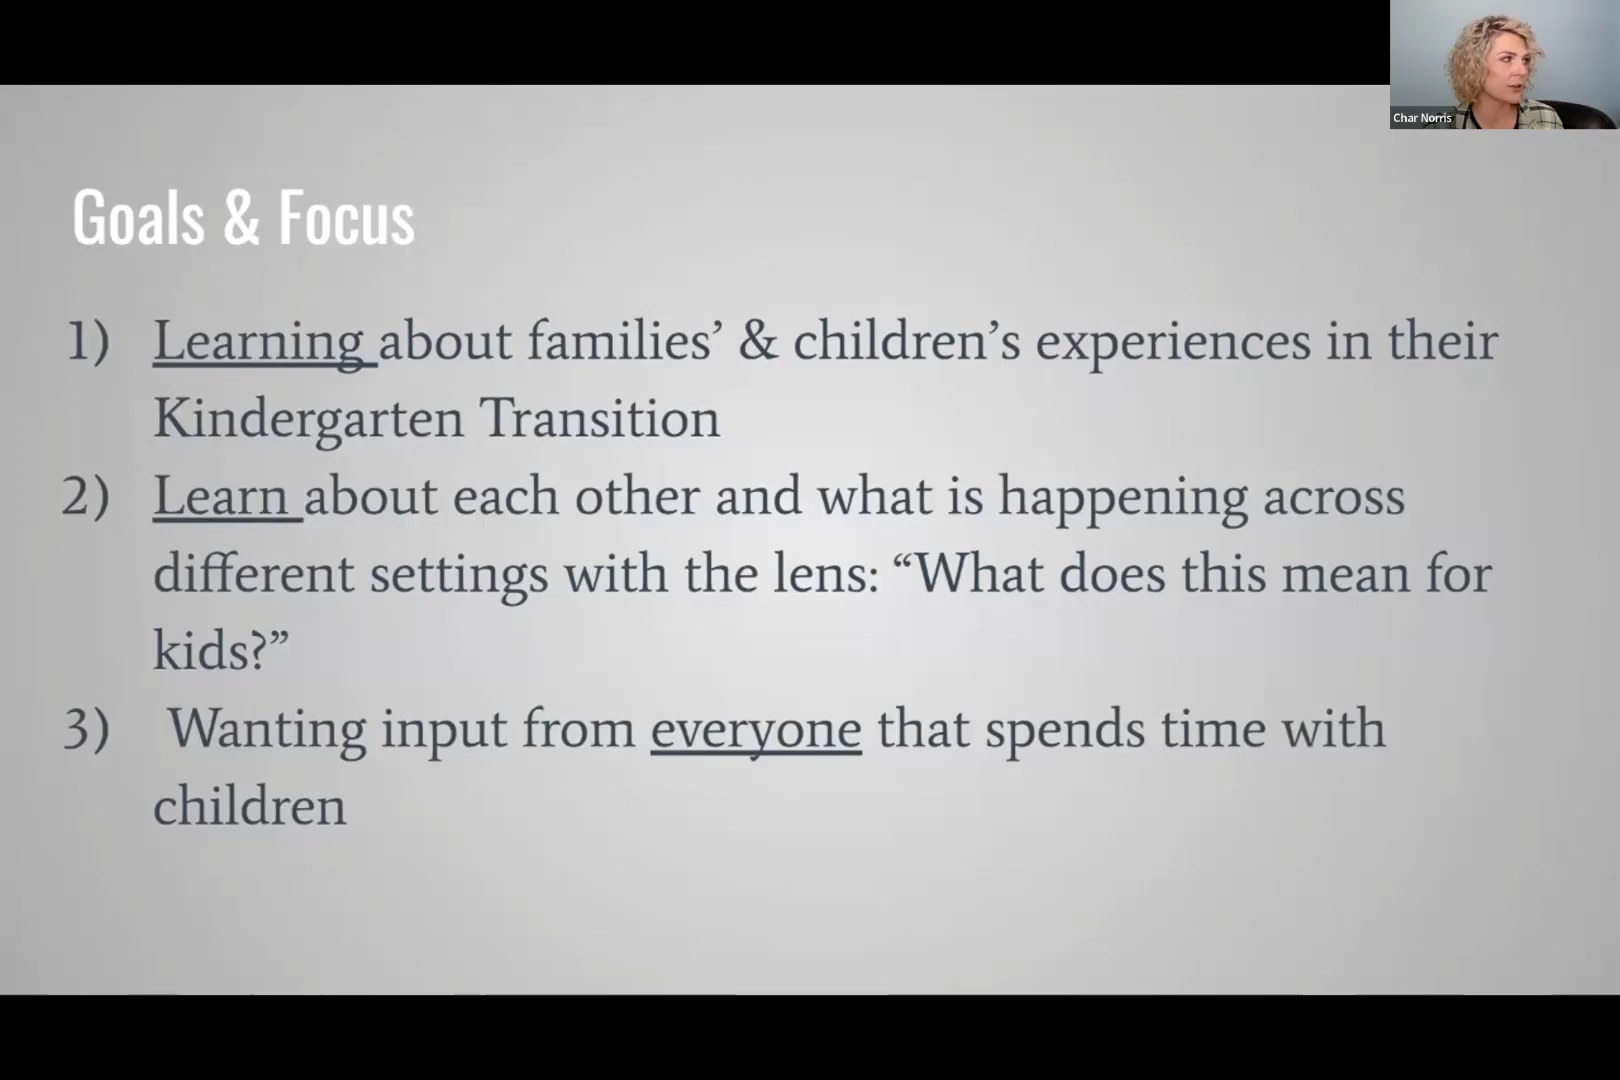 Char Norris
Goals & Focus
1) Learning about families’ & children’s experiences in their
Kindergarten Transition
2) Learn about each other and what is happening across
different settings with the lens: “What does this mean for
kids?”
3) Wanting input from everyone that spends time with
children